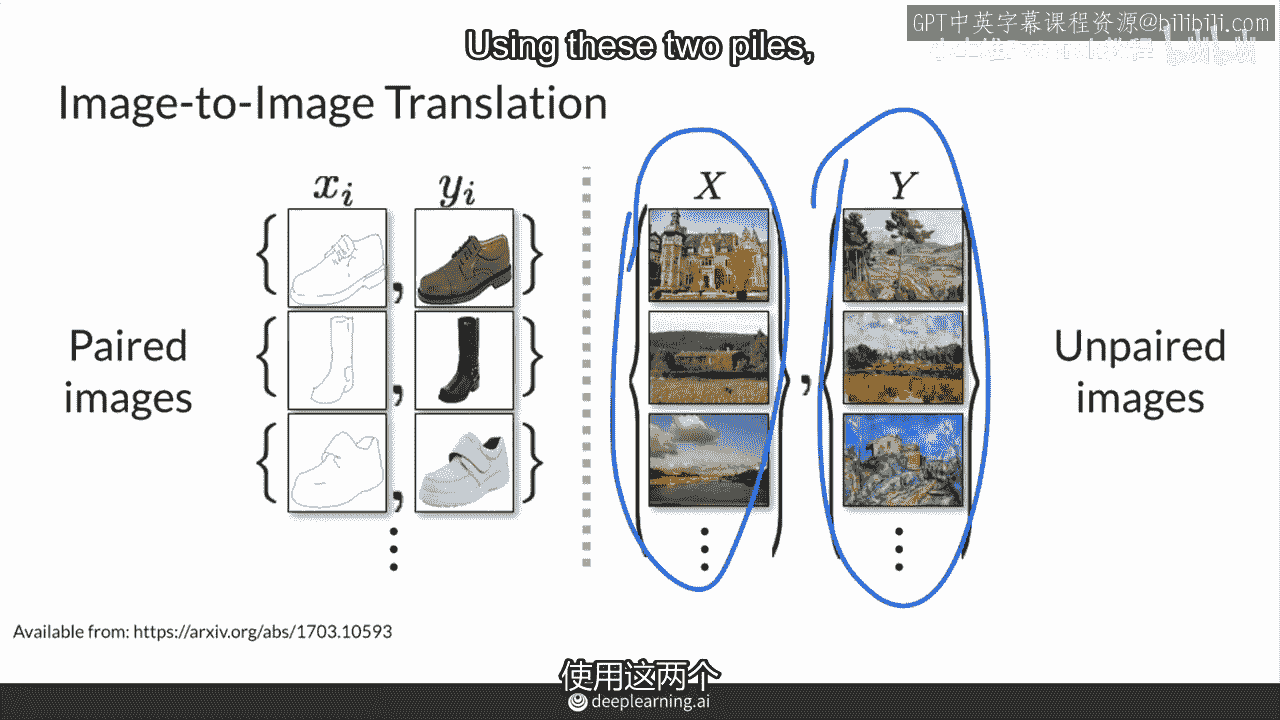 GPT中英字幕课程资源@bilibili.com
bilibili
Using these two piles,
Image-to-Image Translation
x_i
y_i
X
Y
{ , }
{ , }
{ , }
,
Paired
images
Unpaired
images
Available from: https://arxiv.org/abs/1703.10593
使用这两个
deeplearning.ai